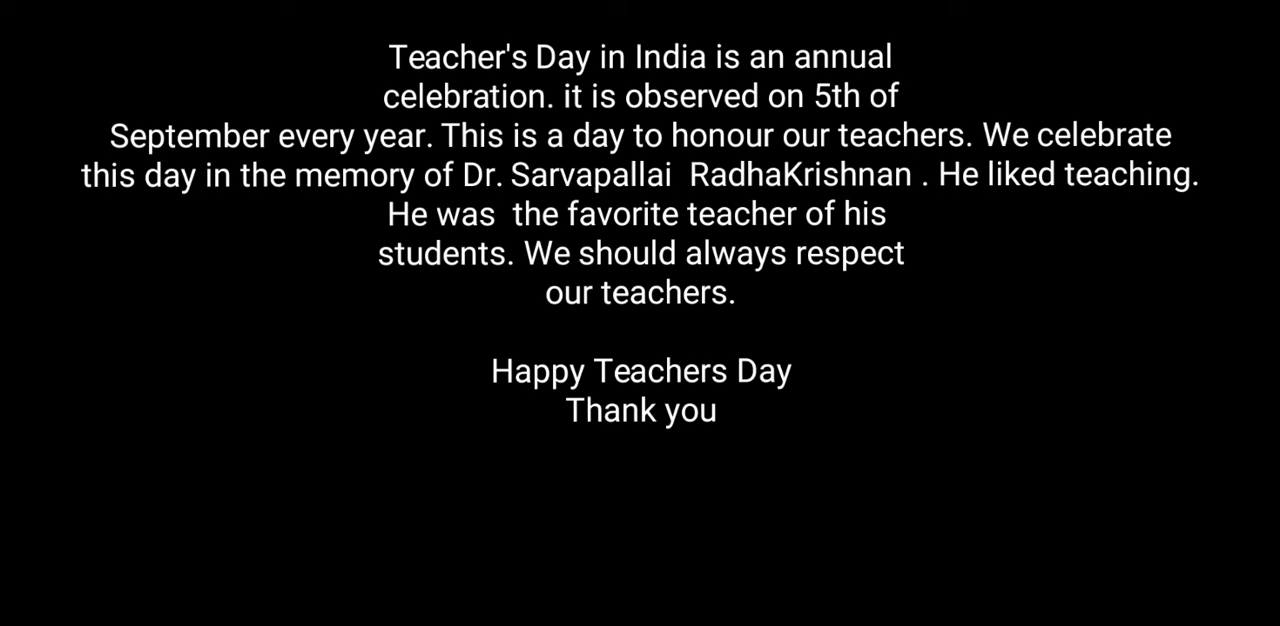 Teacher's Day in India is an annual
celebration. it is observed on 5th of
September every year. This is a day to honour our teachers. We celebrate
this day in the memory of Dr. Sarvapallai  RadhaKrishnan . He liked teaching.
He was  the favorite teacher of his
students. We should always respect
our teachers.

Happy Teachers Day
Thank you